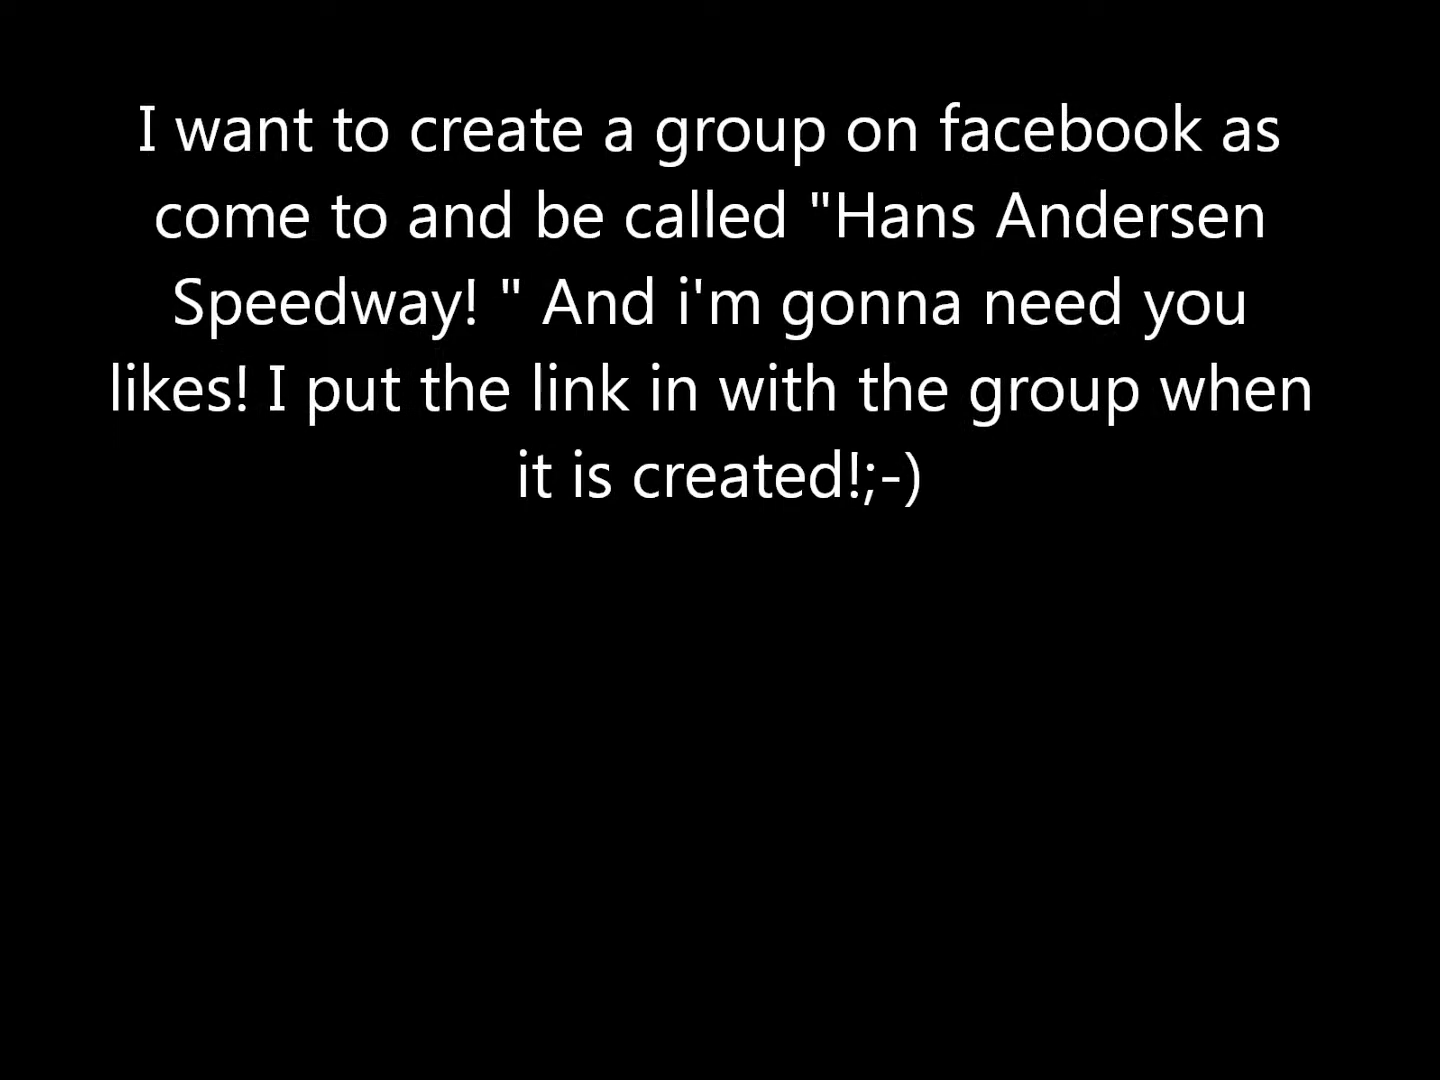 I want to create a group on facebook as
come to and be called "Hans Andersen
Speedway! " And i'm gonna need you
likes! I put the link in with the group when
it is created!;-)